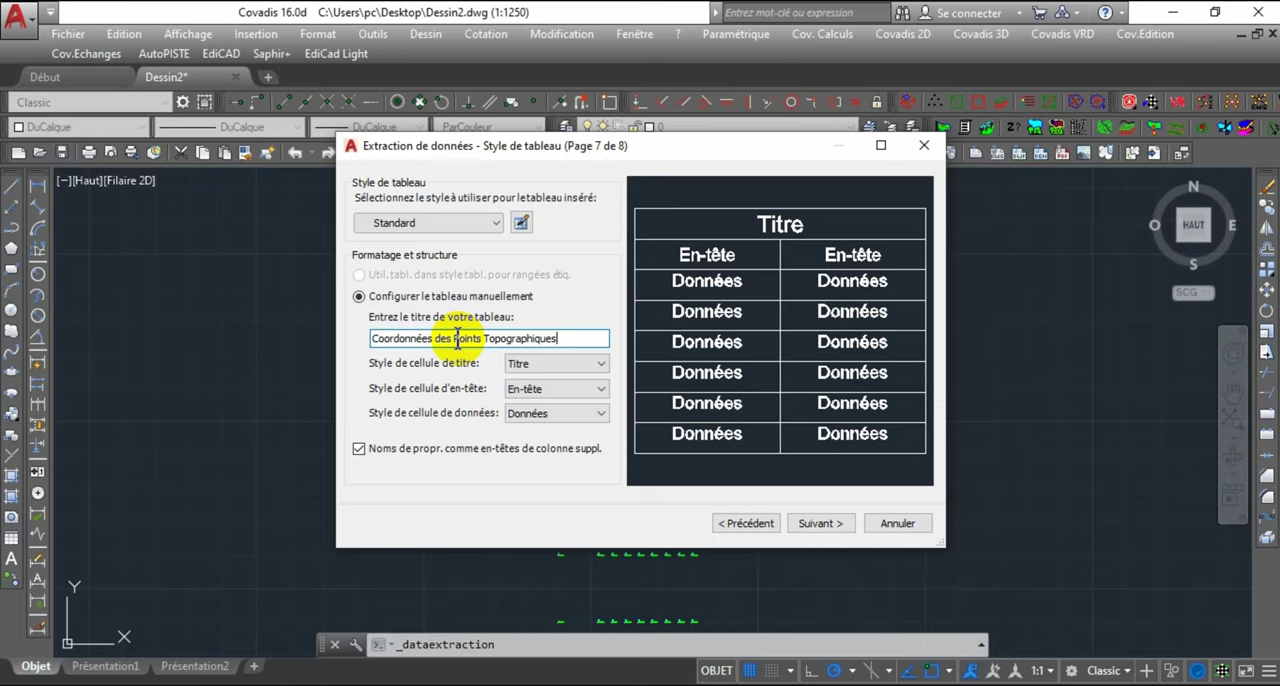 Covadis 16.0d C:\Users\pc\Desktop\Dessin2.dwg (1:1250)
Entrez mot-clé ou expression
Se connecter
Fichier Edition Affichage Insertion Format Outils Dessin Cotation Modification Fenêtre ? Paramétrique Cov. Calculs Covadis 2D Covadis 3D Covadis VRD Cov.Edition
Cov.Echanges AutoPISTE EdiCAD Saphir+ EdiCad Light
Début Dessin2*
Classic
DuCalque DuCalque DuCalque ParCouleur 0
[−][Haut][Filaire 2D]
Extraction de données - Style de tableau (Page 7 de 8)
Style de tableau
Sélectionnez le style à utiliser pour le tableau inséré:
Standard
Formatage et structure
Util. tabl. dans style tabl. pour rangées étiq.
Configurer le tableau manuellement
Entrez le titre de votre tableau:
Coordonnées des Points Topographiques
Style de cellule de titre: Titre
Style de cellule d'en-tête: En-tête
Style de cellule de données: Données
Noms de propr. comme en-têtes de colonne suppl.
Titre
En-tête En-tête
Données Données
Données Données
Données Données
Données Données
Données Données
Données Données
< Précédent Suivant > Annuler
N
O HAUT E
S
SCG
Y
X
_dataextraction
Objet Présentation1 Présentation2
OBJET 1:1 Classic